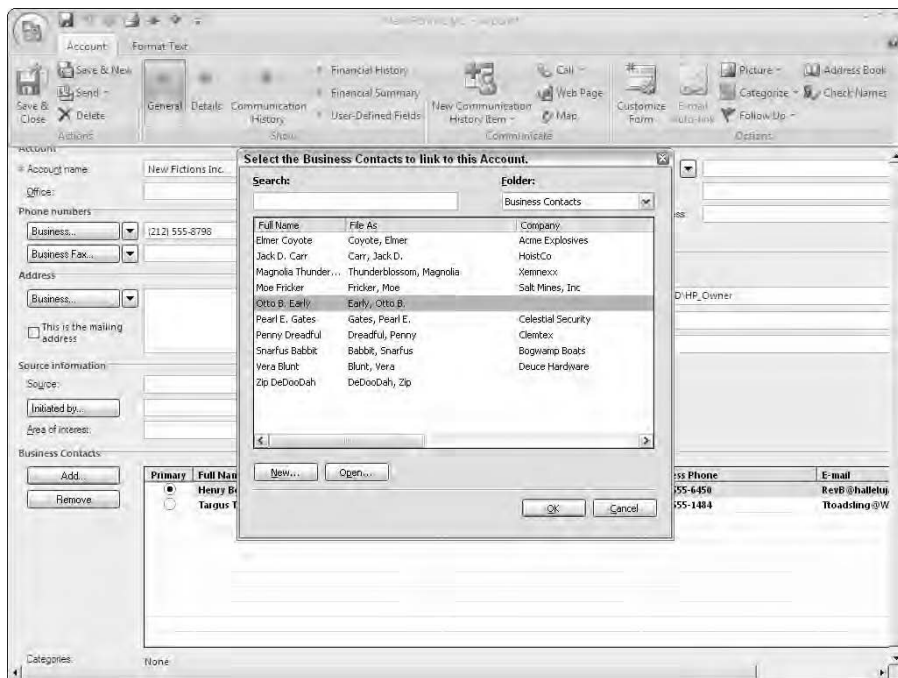 Account Format Text
Save & New
Send
Delete
Save & Close
Actions
General
Details
Communication History
Financial History
Financial Summary
User-Defined Fields
Show
New Communication History Item
Call
Web Page
Map
Communicate
Customize Form
E-mail Auto-link
Picture
Categorize
Follow Up
Address Book
Check Names
Options
Account
Account name: New Fictions Inc.
Office:
Phone numbers
Business... (212) 555-8798
Business Fax...
Address
Business...
This is the mailing address
Source information
Source:
Initiated by...
Area of interest:
Business Contacts
Add...
Remove
Select the Business Contacts to link to this Account.
Search: Folder:
Business Contacts
Full Name File As Company
Elmer Coyote Coyote, Elmer Acme Explosives
Jack D. Carr Carr, Jack D. HoistCo
Magnolia Thunder... Thunderblossom, Magnolia Xemnexx
Moe Fricker Fricker, Moe Salt Mines, Inc
Otto B. Early Early, Otto B.
Pearl E. Gates Gates, Pearl E. Celestial Security
Penny Dreadful Dreadful, Penny Clemtex
Snarfus Babbit Babbit, Snarfus Bogwamp Boats
Vera Blunt Blunt, Vera Deuce Hardware
Zip DeDooDah DeDooDah, Zip
New... Open...
OK Cancel
ess:
D\HP_Owner
Primary Full Nan ss Phone E-mail
Henry Be 555-6450 RevB@halleluj
Targus T 555-1484 Ttoadsling@W
Categories: None